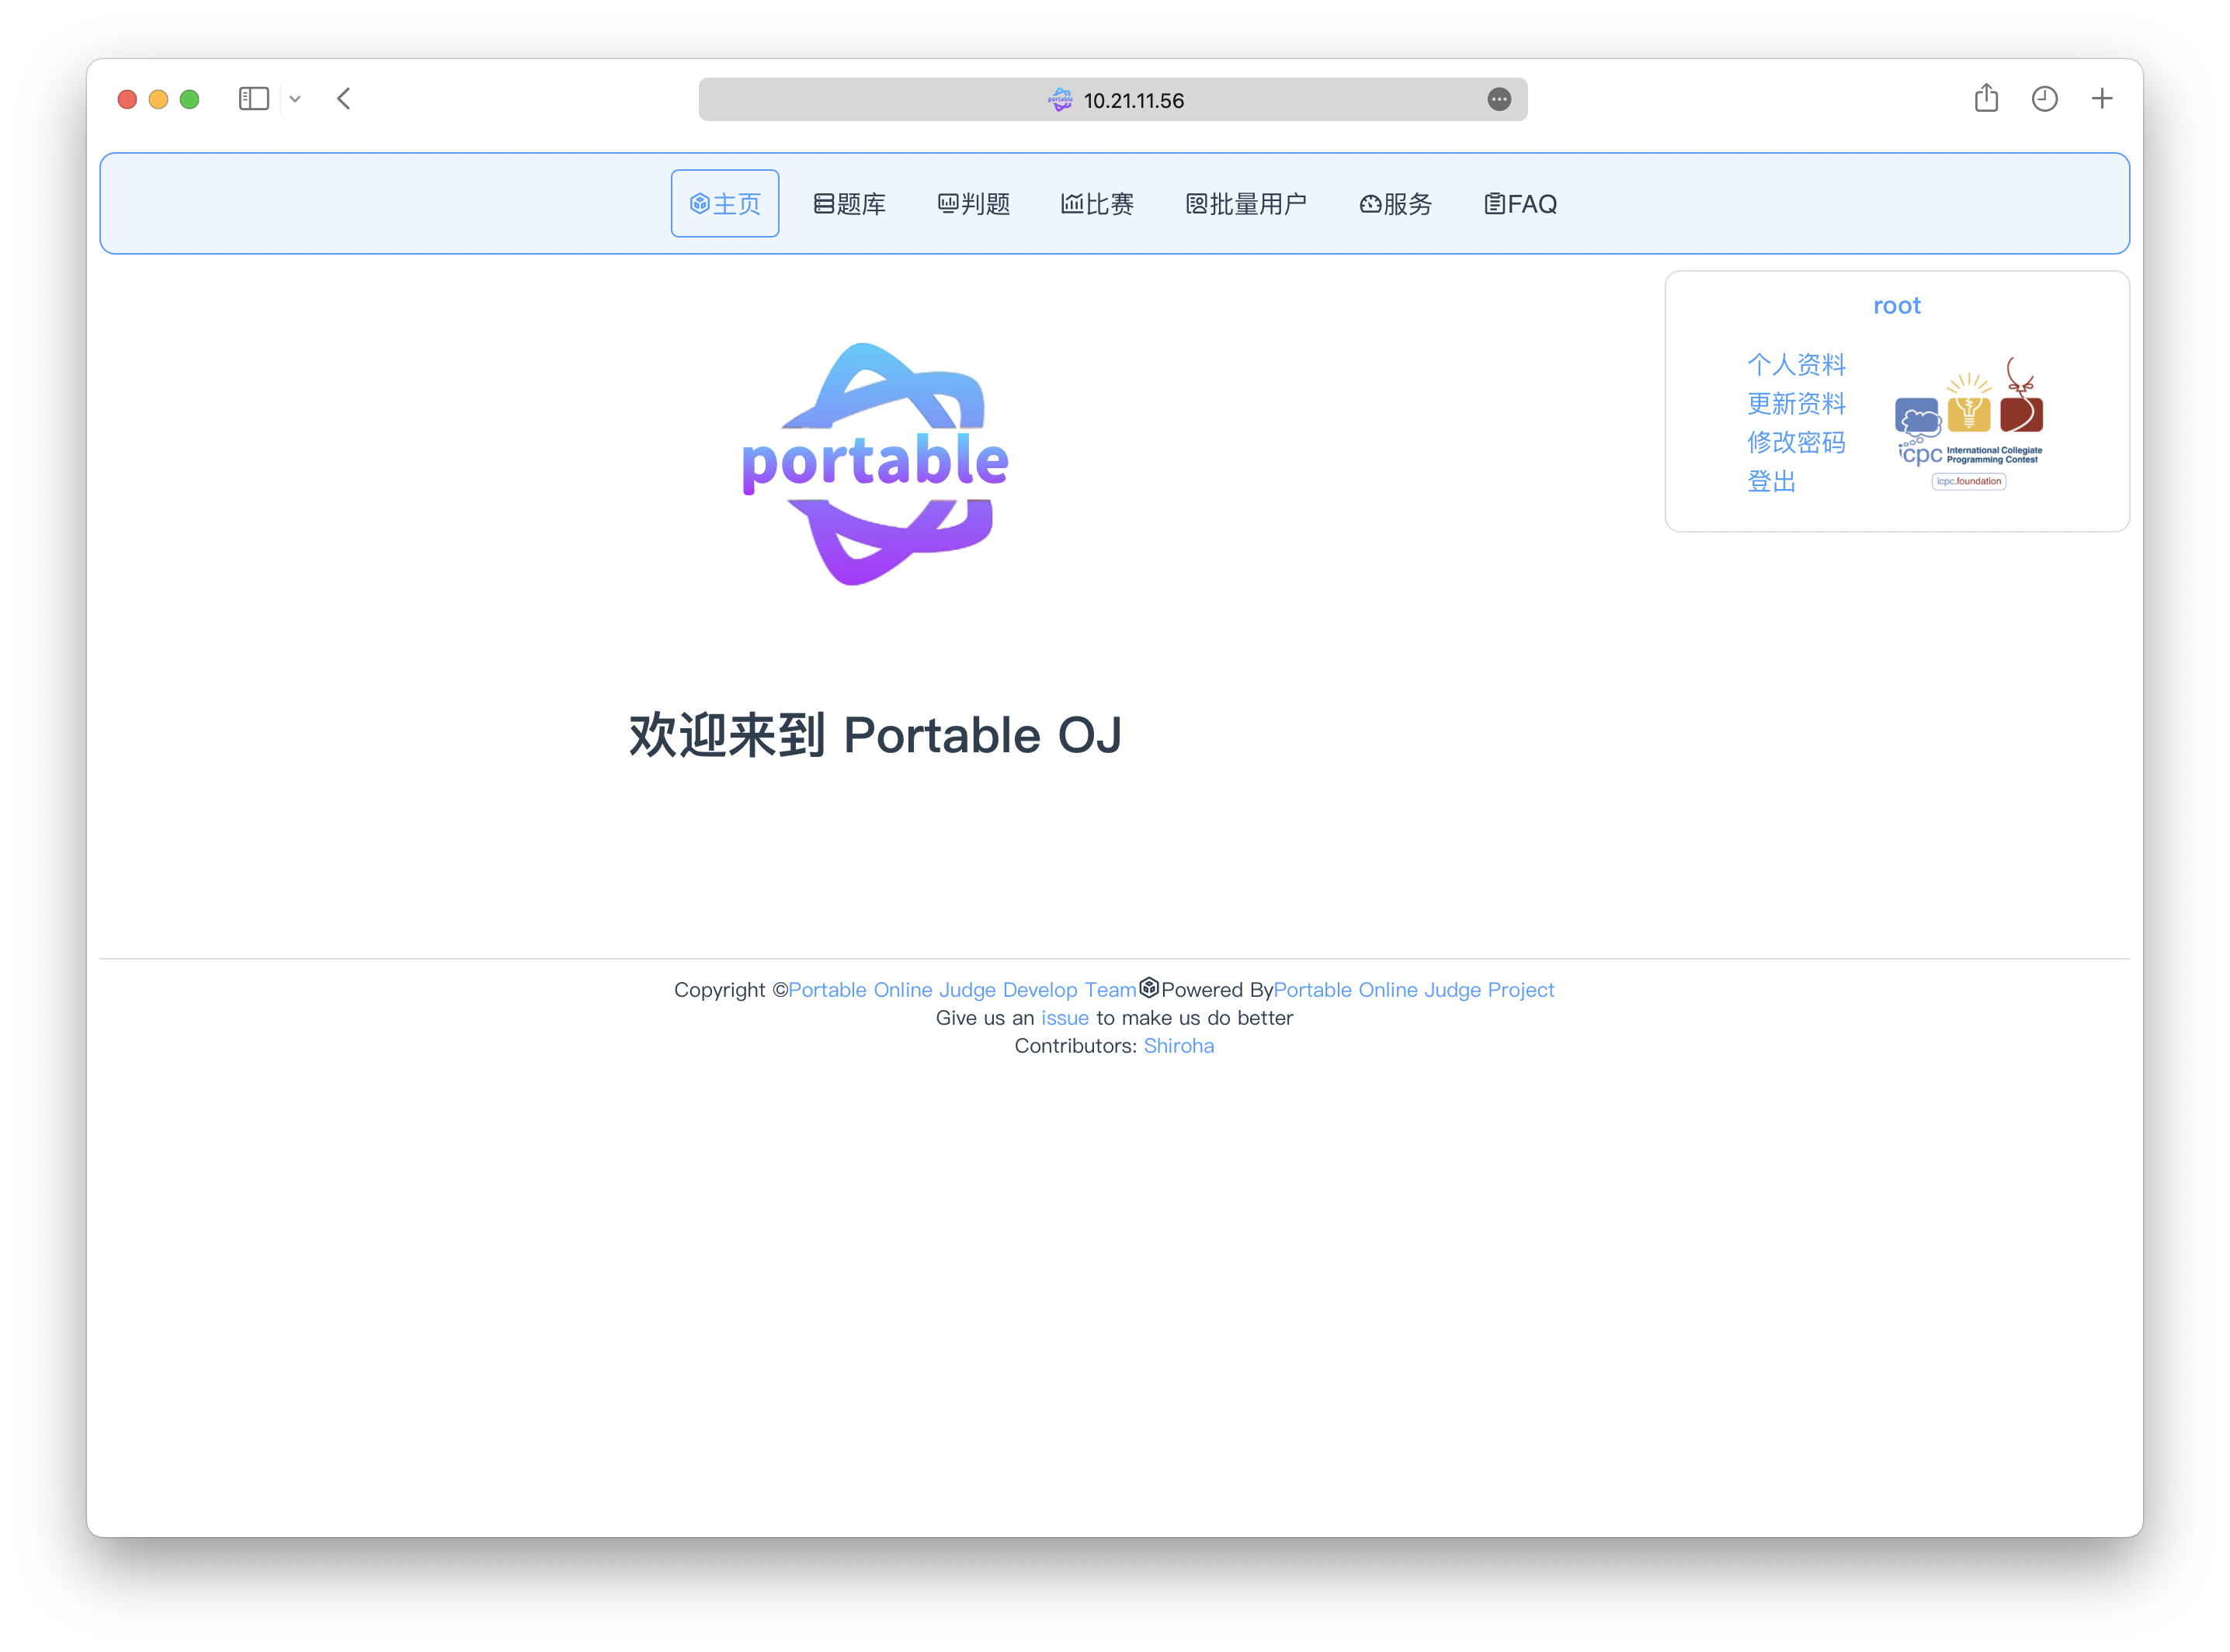 10.21.11.56
主页 题库 判题 比赛 批量用户 服务 FAQ
root
个人资料
更新资料
修改密码
登出
icpc International Collegiate
Programming Contest
icpc.foundation
portable
欢迎来到 Portable OJ
Copyright ©Portable Online Judge Develop Team Powered ByPortable Online Judge Project
Give us an issue to make us do better
Contributors: Shiroha